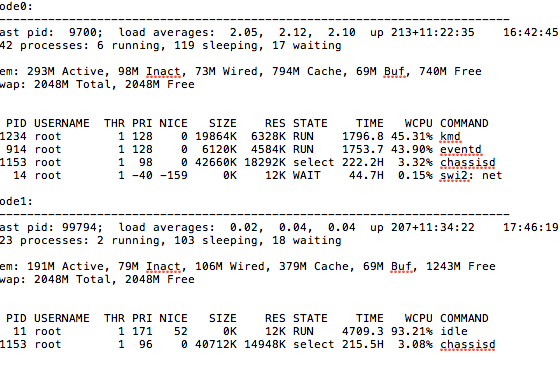 ode0:
--------------------------------------------------------------------------
ast pid:  9700;  load averages:  2.05,  2.12,  2.10  up 213+11:22:35    16:42:45
42 processes: 6 running, 119 sleeping, 17 waiting
em: 293M Active, 98M Inact, 73M Wired, 794M Cache, 69M Buf, 740M Free
wap: 2048M Total, 2048M Free
PID USERNAME  THR PRI NICE   SIZE    RES STATE    TIME   WCPU COMMAND
1234 root        1 128    0 19864K  6328K RUN    1796.8 45.31% kmd
914 root        1 128    0  6120K  4584K RUN    1753.7 43.90% eventd
1153 root        1  98    0 42660K 18292K select 222.2H  3.32% chassisd
14 root        1 -40 -159     0K    12K WAIT    44.7H  0.15% swi2: net
ode1:
--------------------------------------------------------------------------
ast pid: 99794;  load averages:  0.02,  0.04,  0.04  up 207+11:34:22    17:46:19
23 processes: 2 running, 103 sleeping, 18 waiting
em: 191M Active, 79M Inact, 106M Wired, 379M Cache, 69M Buf, 1243M Free
wap: 2048M Total, 2048M Free
PID USERNAME  THR PRI NICE   SIZE    RES STATE    TIME   WCPU COMMAND
11 root        1 171   52     0K    12K RUN    4709.3 93.21% idle
1153 root        1  96    0 40712K 14948K select 215.5H  3.08% chassisd